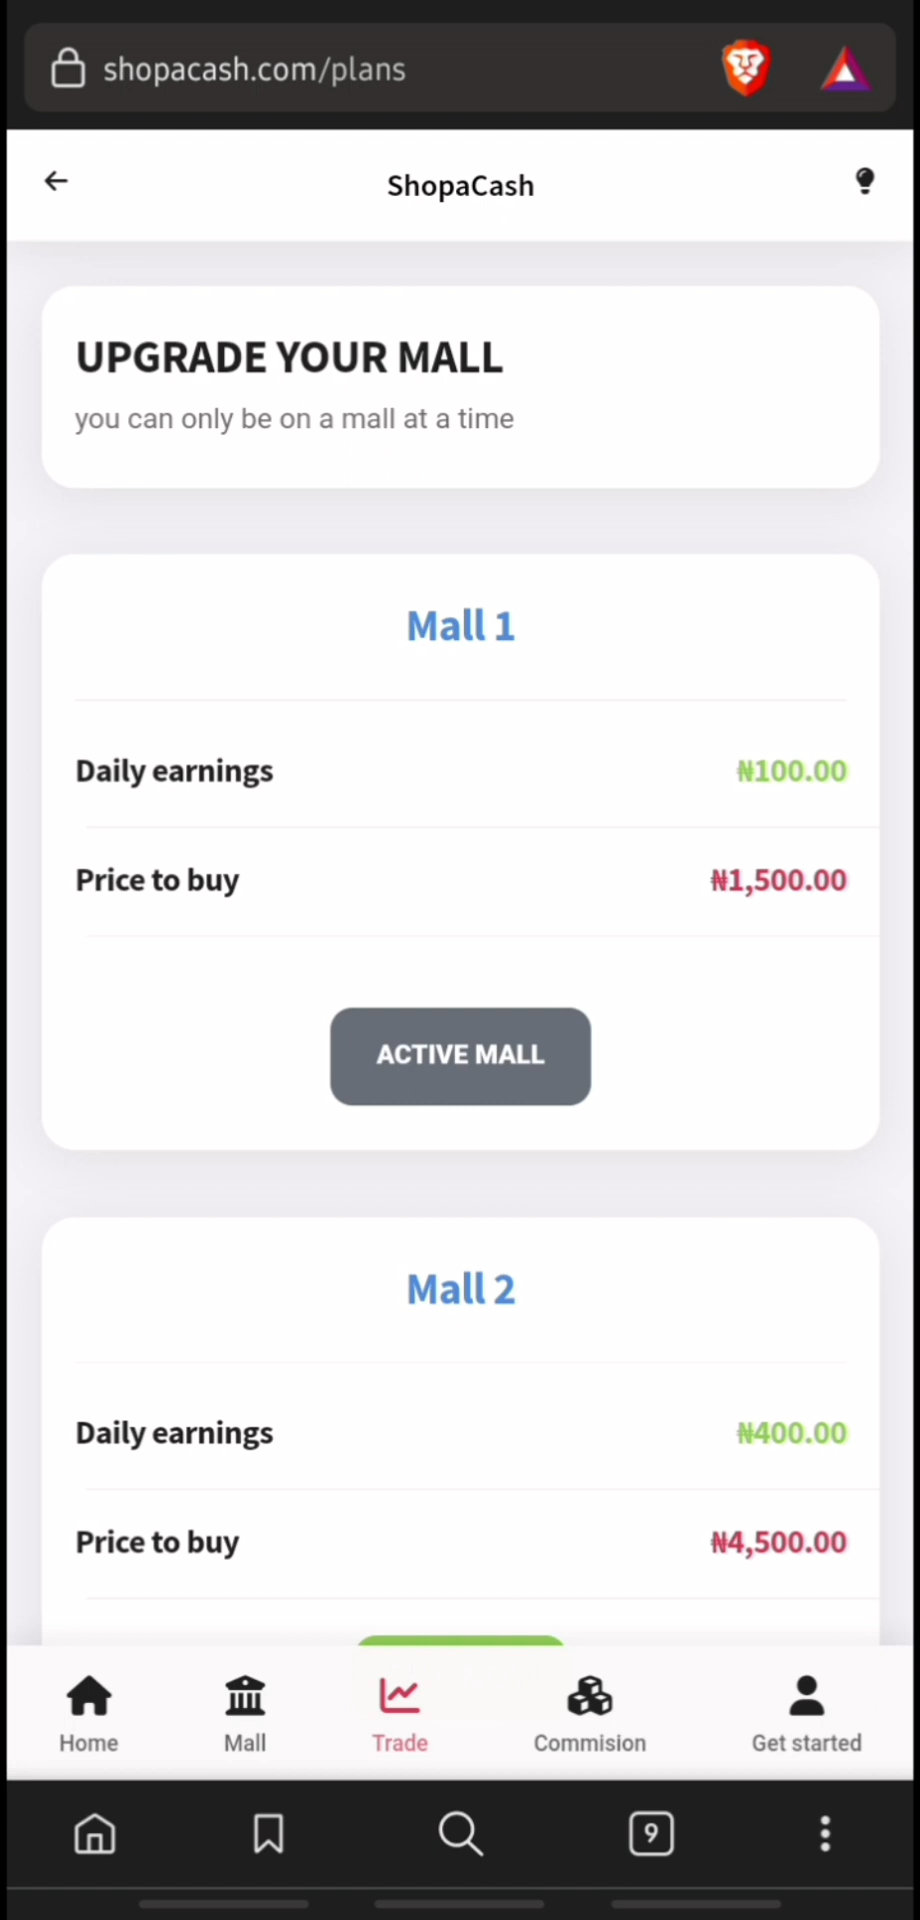 shopacash.com/plans
ShopaCash
UPGRADE YOUR MALL
you can only be on a mall at a time
Mall 1
Daily earnings ₦100.00
Price to buy ₦1,500.00
ACTIVE MALL
Mall 2
Daily earnings ₦400.00
Price to buy ₦4,500.00
Home Mall Trade Commision Get started
9